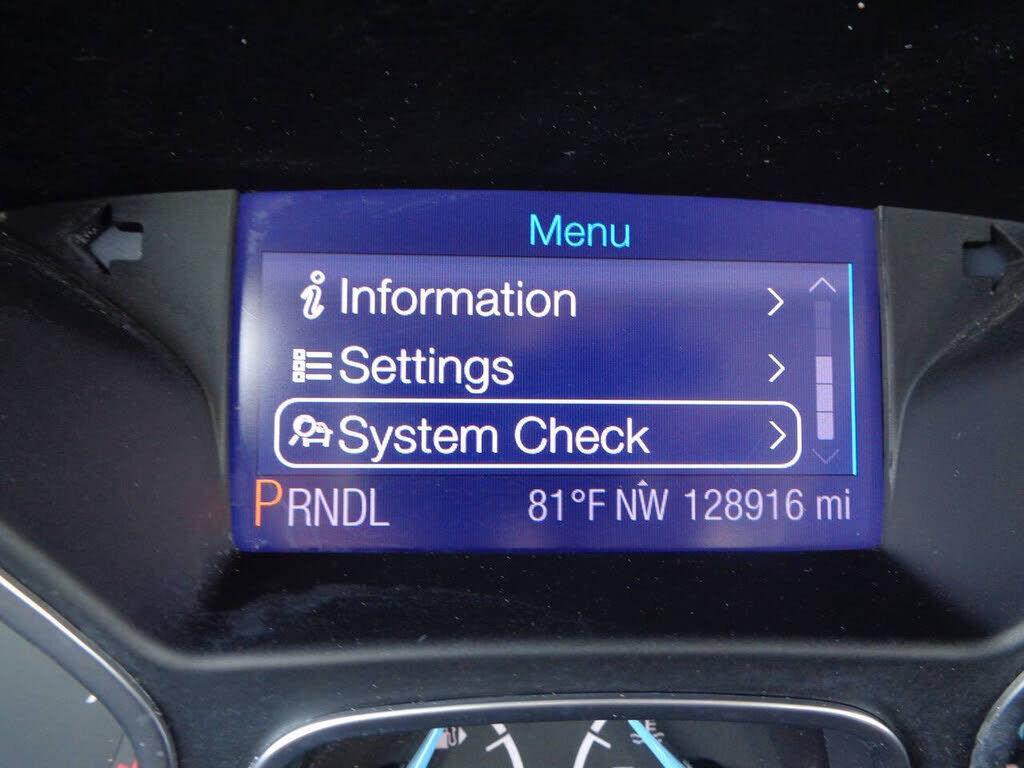 Menu
Information
Settings
System Check
PRNDL 81°F NW 128916 mi